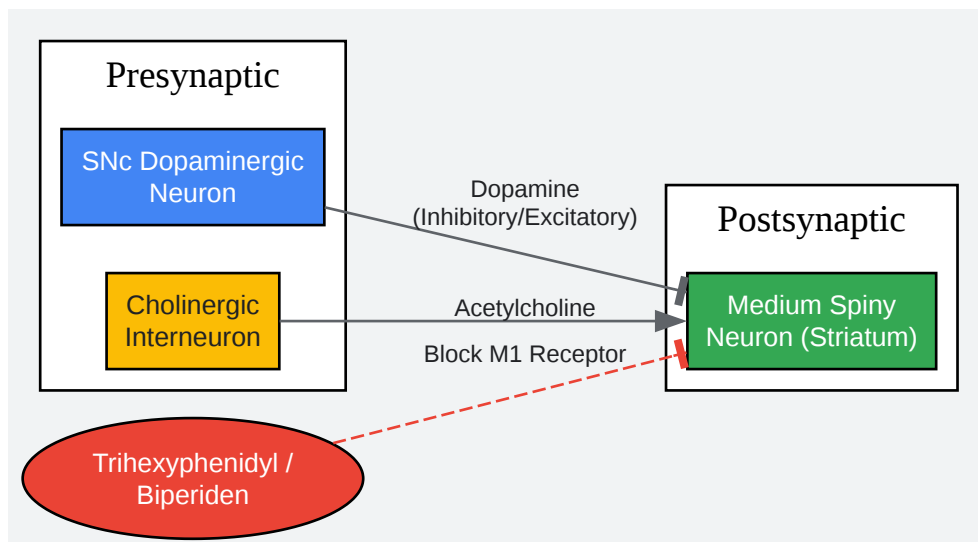 Presynaptic
SNc Dopaminergic
Neuron
Cholinergic
Interneuron
Dopamine
(Inhibitory/Excitatory)
Acetylcholine
Block M1 Receptor
Postsynaptic
Medium Spiny
Neuron (Striatum)
Trihexyphenidyl /
Biperiden